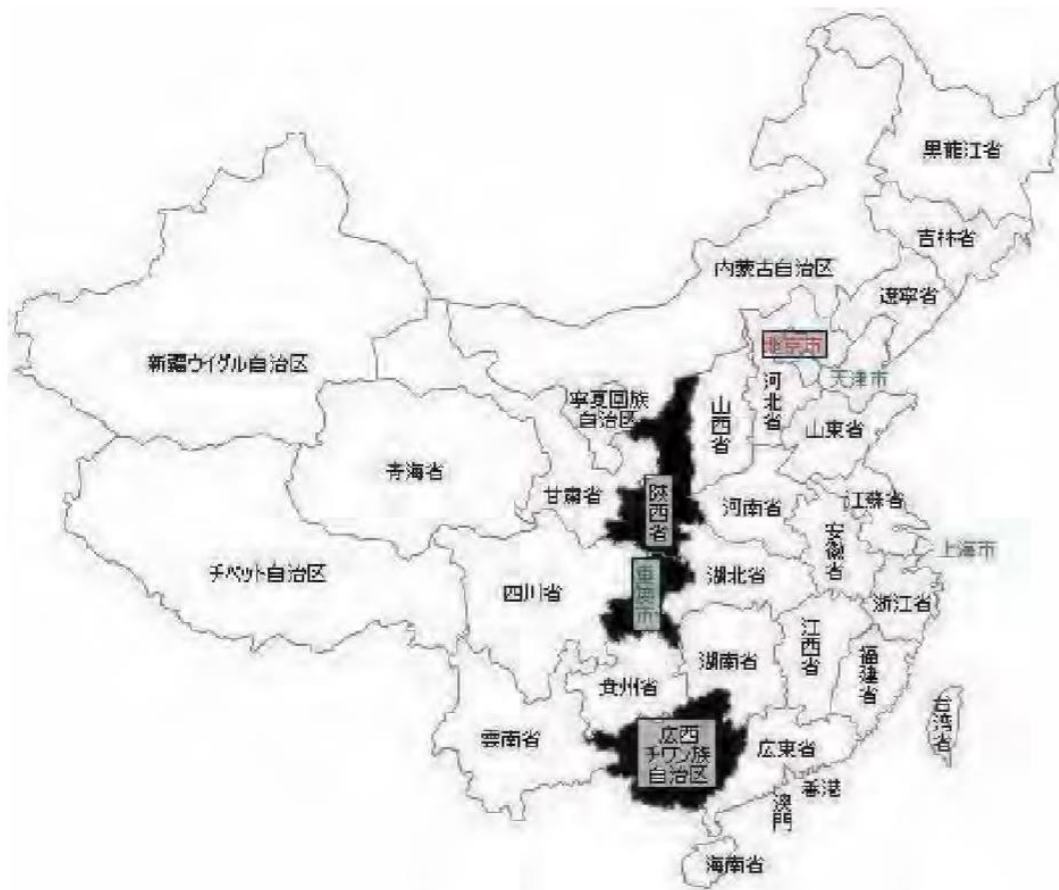 黒龍江省
吉林省
内蒙古自治区
遼寧省
北京市
新疆ウイグル自治区
天津市
河北省
寧夏回族
自治区
山西省
山東省
青海省
甘粛省
陝西省
河南省
江蘇省
安徽省
上海市
チベット自治区
四川省
重慶市
湖北省
浙江省
江西省
湖南省
福建省
貴州省
台湾省
雲南省
広西
チワン族
自治区
広東省
香港
澳門
海南省